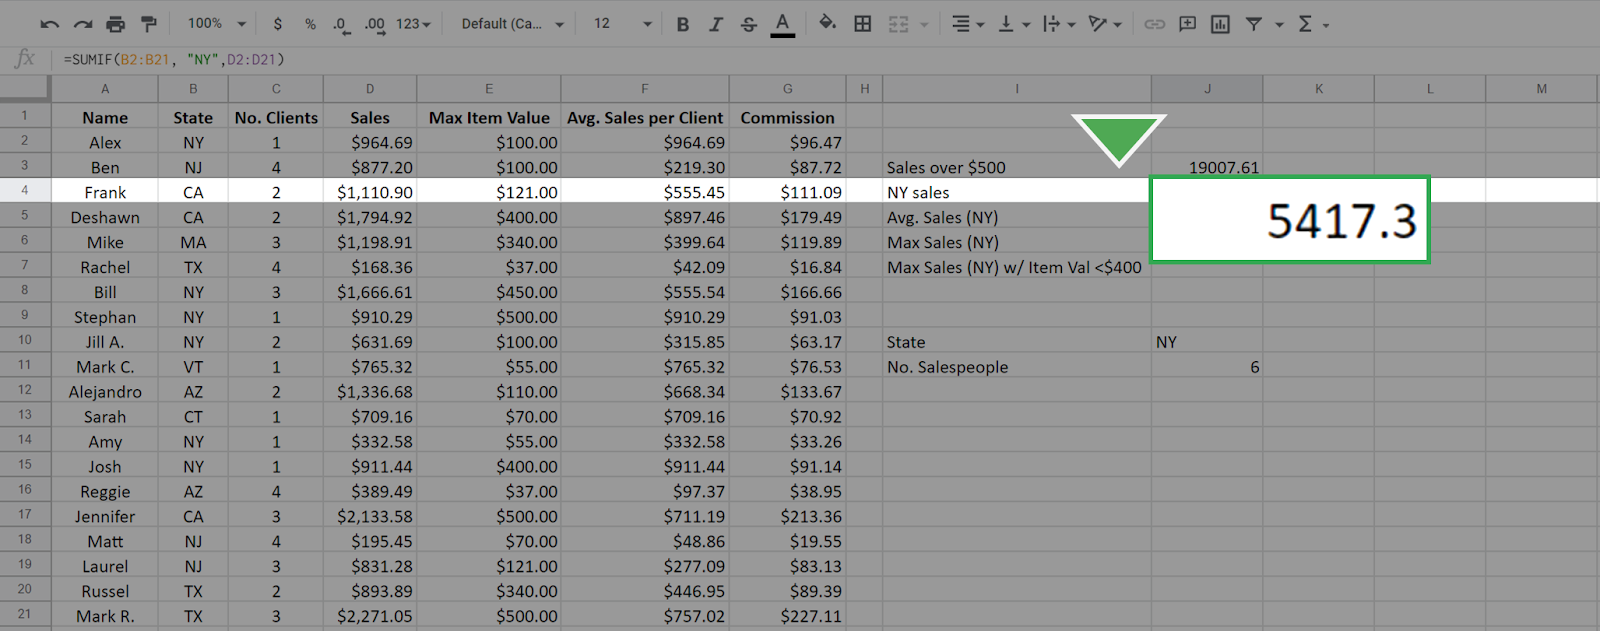 100% $ % .0 .00 123 Default (Ca... 12 B I S A Σ
fx =SUMIF(B2:B21, "NY",D2:D21)
A B C D E F G H I J K L M
1 Name State No. Clients Sales Max Item Value Avg. Sales per Client Commission
2 Alex NY 1 $964.69 $100.00 $964.69 $96.47
3 Ben NJ 4 $877.20 $100.00 $219.30 $87.72 Sales over $500 19007.61
4 Frank CA 2 $1,110.90 $121.00 $555.45 $111.09 NY sales 5417.3
5 Deshawn CA 2 $1,794.92 $400.00 $897.46 $179.49 Avg. Sales (NY)
6 Mike MA 3 $1,198.91 $340.00 $399.64 $119.89 Max Sales (NY)
7 Rachel TX 4 $168.36 $37.00 $42.09 $16.84 Max Sales (NY) w/ Item Val <$400
8 Bill NY 3 $1,666.61 $450.00 $555.54 $166.66
9 Stephan NY 1 $910.29 $500.00 $910.29 $91.03
10 Jill A. NY 2 $631.69 $100.00 $315.85 $63.17 State NY
11 Mark C. VT 1 $765.32 $55.00 $765.32 $76.53 No. Salespeople 6
12 Alejandro AZ 2 $1,336.68 $110.00 $668.34 $133.67
13 Sarah CT 1 $709.16 $70.00 $709.16 $70.92
14 Amy NY 1 $332.58 $55.00 $332.58 $33.26
15 Josh NY 1 $911.44 $400.00 $911.44 $91.14
16 Reggie AZ 4 $389.49 $37.00 $97.37 $38.95
17 Jennifer CA 3 $2,133.58 $500.00 $711.19 $213.36
18 Matt NJ 4 $195.45 $70.00 $48.86 $19.55
19 Laurel NJ 3 $831.28 $121.00 $277.09 $83.13
20 Russel TX 2 $893.89 $340.00 $446.95 $89.39
21 Mark R. TX 3 $2,271.05 $500.00 $757.02 $227.11